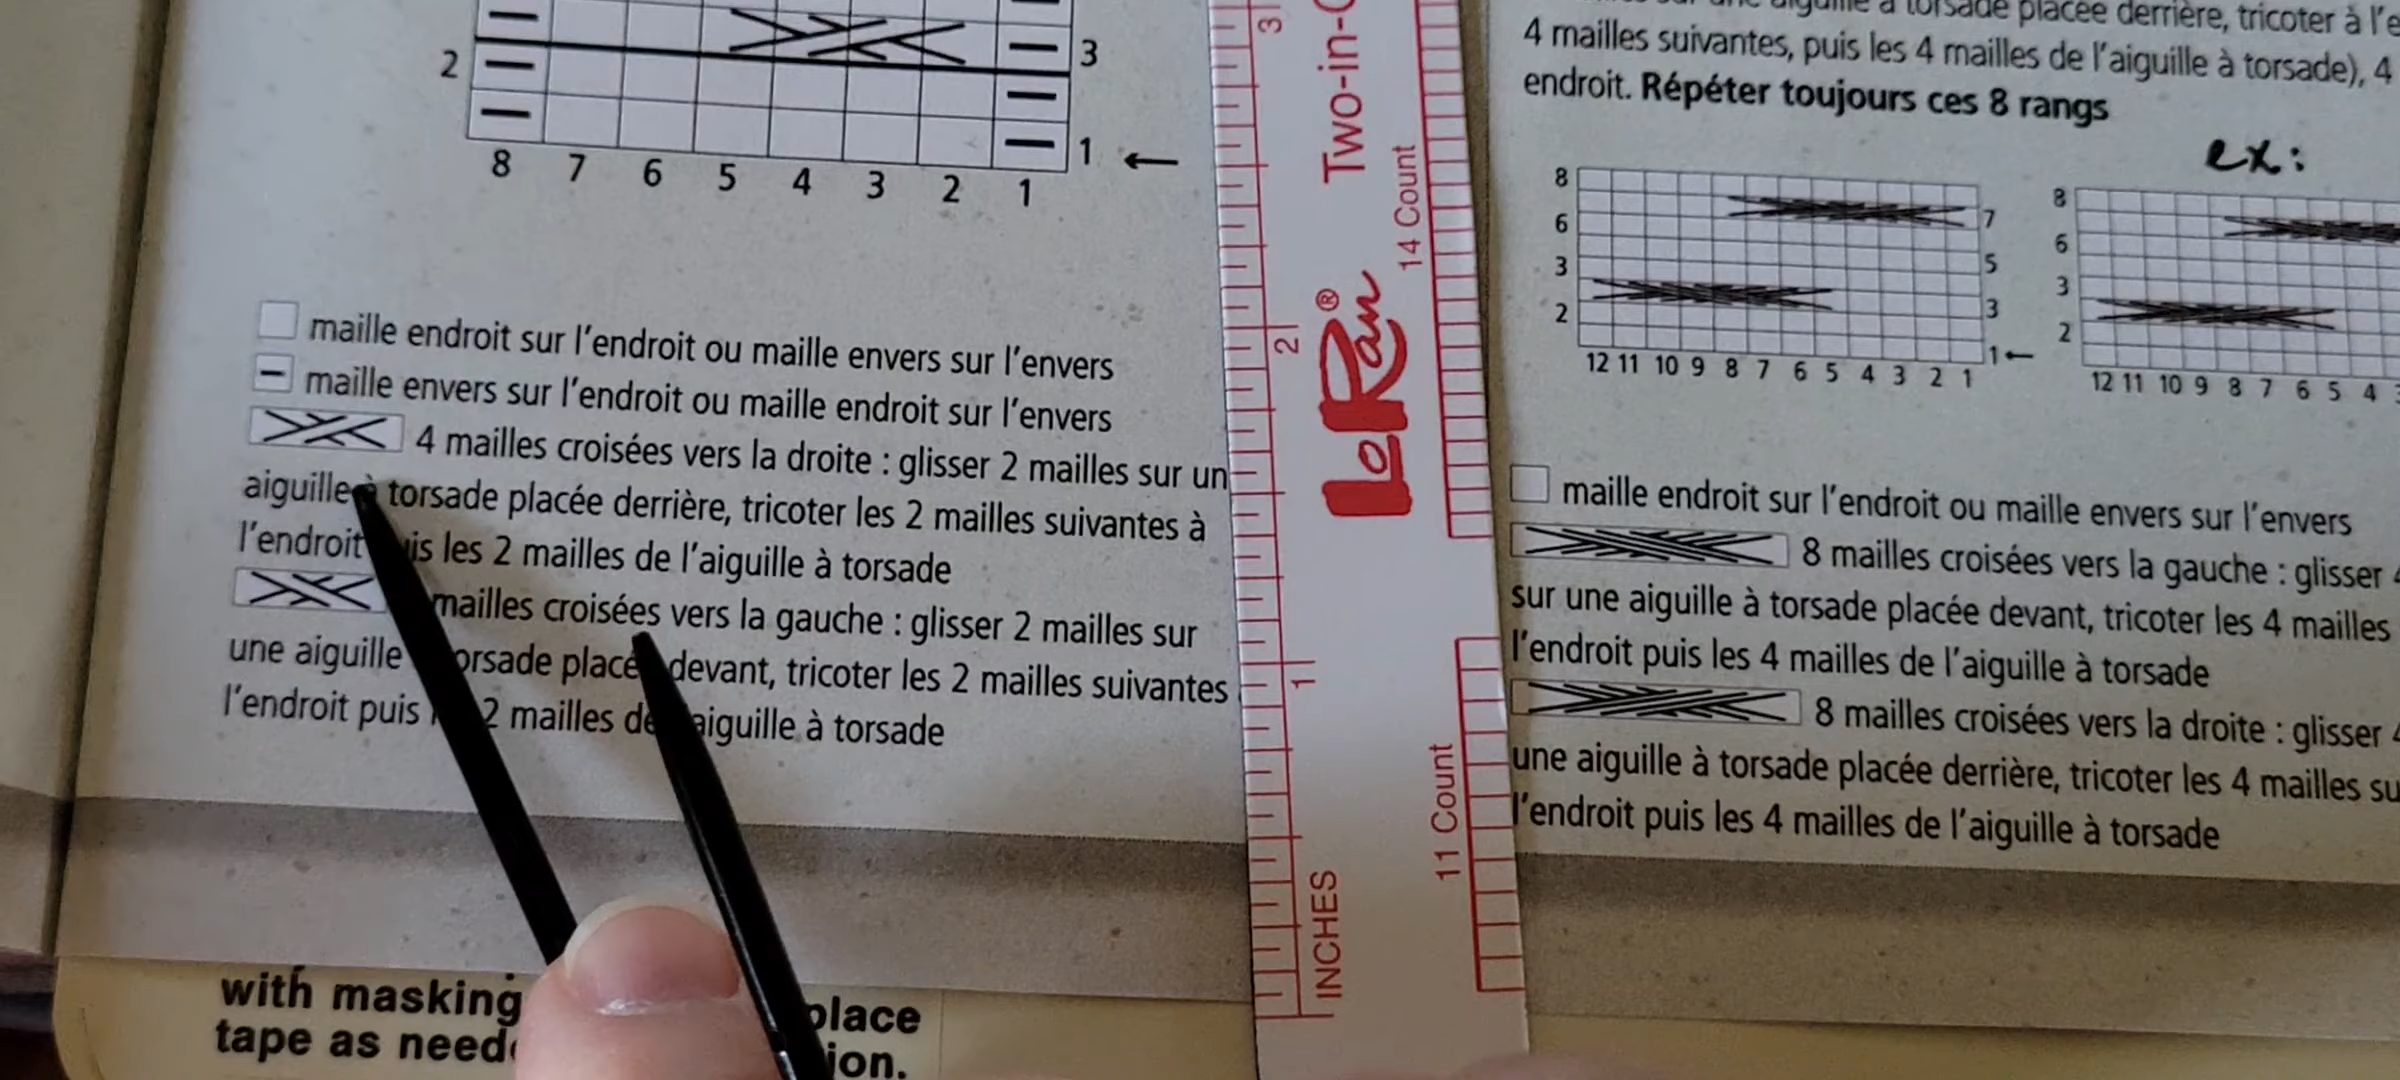 2
3
1 ←
8 7 6 5 4 3 2 1
maille endroit sur l'endroit ou maille envers sur l'envers
maille envers sur l'endroit ou maille endroit sur l'envers
4 mailles croisées vers la droite : glisser 2 mailles sur un
aiguille à torsade placée derrière, tricoter les 2 mailles suivantes à
l'endroit les 2 mailles de l'aiguille à torsade
mailles croisées vers la gauche : glisser 2 mailles sur
une aiguille torsade placé devant, tricoter les 2 mailles suivantes
l'endroit puis 2 mailles de aiguille à torsade
with masking place
tape as
3
2
1
INCHES
Two-in-
14 Count
LoRan®
11 Count
aiguille à torsade placée derrière, tricoter à l'e
4 mailles suivantes, puis les 4 mailles de l'aiguille à torsade), 4
endroit. Répéter toujours ces 8 rangs
ex:
8
6
3
2
7
5
3
1 ←
12 11 10 9 8 7 6 5 4 3 2 1
8
6
3
2
12 11 10 9 8 7 6 5 4
maille endroit sur l'endroit ou maille envers sur l'envers
8 mailles croisées vers la gauche : glisser
sur une aiguille à torsade placée devant, tricoter les 4 mailles
l'endroit puis les 4 mailles de l'aiguille à torsade
8 mailles croisées vers la droite : glisser
une aiguille à torsade placée derrière, tricoter les 4 mailles su
l'endroit puis les 4 mailles de l'aiguille à torsade